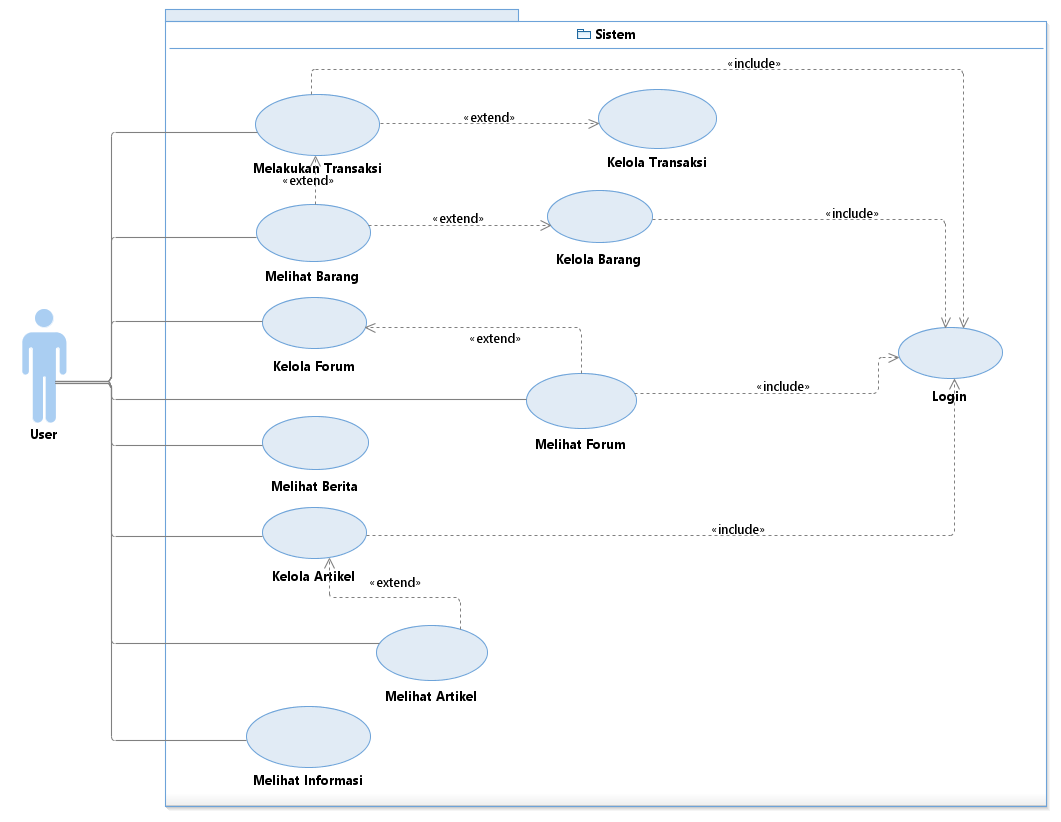 Sistem
«include»
«extend»
Melakukan Transaksi
Kelola Transaksi
«extend»
«extend»
«include»
Melihat Barang
Kelola Barang
«extend»
Kelola Forum
«include»
Login
User
Melihat Forum
Melihat Berita
«include»
Kelola Artikel
«extend»
Melihat Artikel
Melihat Informasi